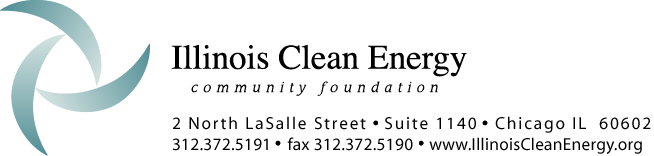 Illinois Clean Energy
community foundation
2 North LaSalle Street • Suite 1140 • Chicago IL 60602
312.372.5191 • fax 312.372.5190 • www.IllinoisCleanEnergy.org